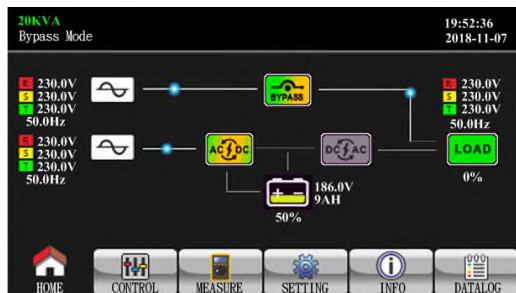 20KVA
Bypass Mode
19:52:36
2018-11-07
R 230.0V
S 230.0V
T 230.0V
50.0Hz
BYPASS
R 230.0V
S 230.0V
T 230.0V
50.0Hz
R 230.0V
S 230.0V
T 230.0V
50.0Hz
AC DC
DC AC
LOAD
0%
186.0V
9AH
50%
HOME
CONTROL
MEASURE
SETTING
INFO
DATALOG